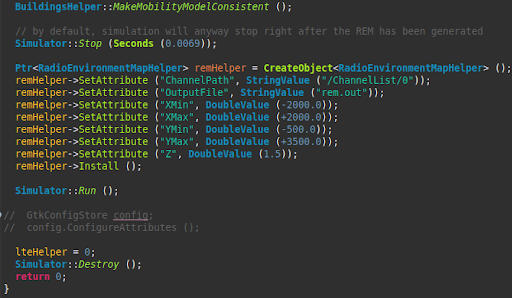 BuildingsHelper::MakeMobilityModelConsistent ();
// by default, simulation will anyway stop right after the REM has been generated
Simulator::Stop (Seconds (0.0069));
Ptr<RadioEnvironmentMapHelper> remHelper = CreateObject<RadioEnvironmentMapHelper> ();
remHelper->SetAttribute ("ChannelPath", StringValue ("/ChannelList/0"));
remHelper->SetAttribute ("OutputFile", StringValue ("rem.out"));
remHelper->SetAttribute ("XMin", DoubleValue (-2000.0));
remHelper->SetAttribute ("XMax", DoubleValue (+2000.0));
remHelper->SetAttribute ("YMin", DoubleValue (-500.0));
remHelper->SetAttribute ("YMax", DoubleValue (+3500.0));
remHelper->SetAttribute ("Z", DoubleValue (1.5));
remHelper->Install ();
Simulator::Run ();
// GtkConfigStore config;
// config.ConfigureAttributes ();
lteHelper = 0;
Simulator::Destroy ();
return 0;
}